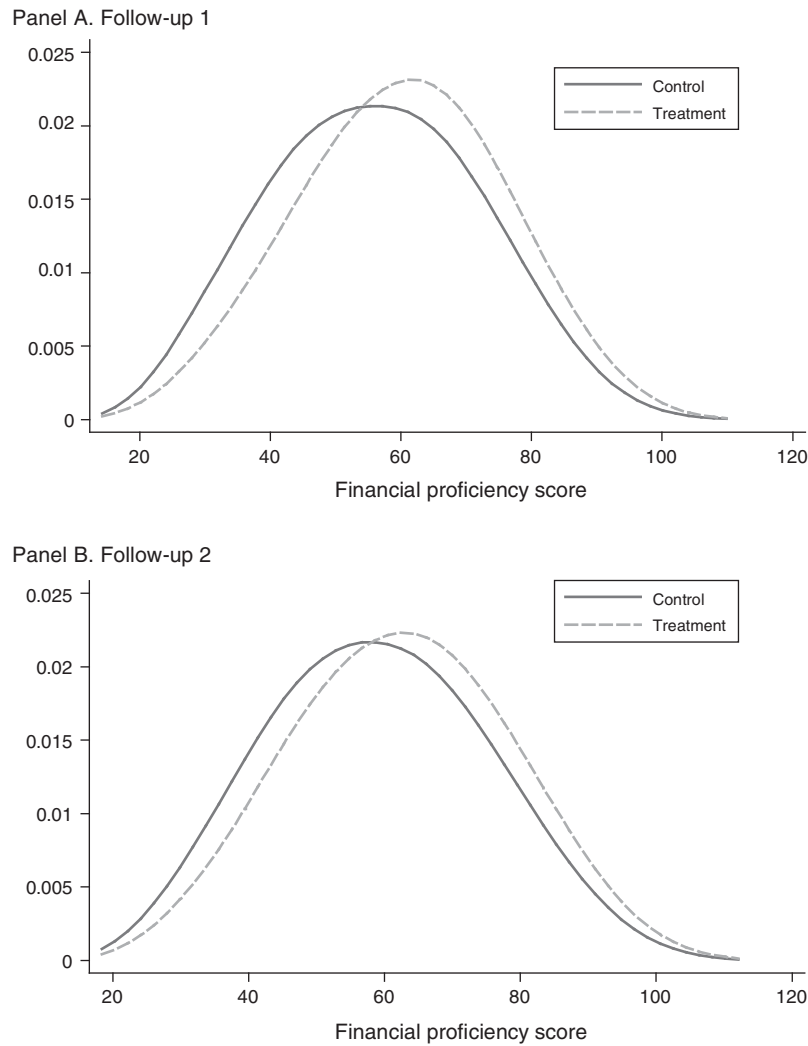 Panel A. Follow-up 1
0.025
0.02
0.015
0.01
0.005
0
20 40 60 80 100 120
Financial proficiency score
Control
Treatment
Panel B. Follow-up 2
0.025
0.02
0.015
0.01
0.005
0
20 40 60 80 100 120
Financial proficiency score
Control
Treatment